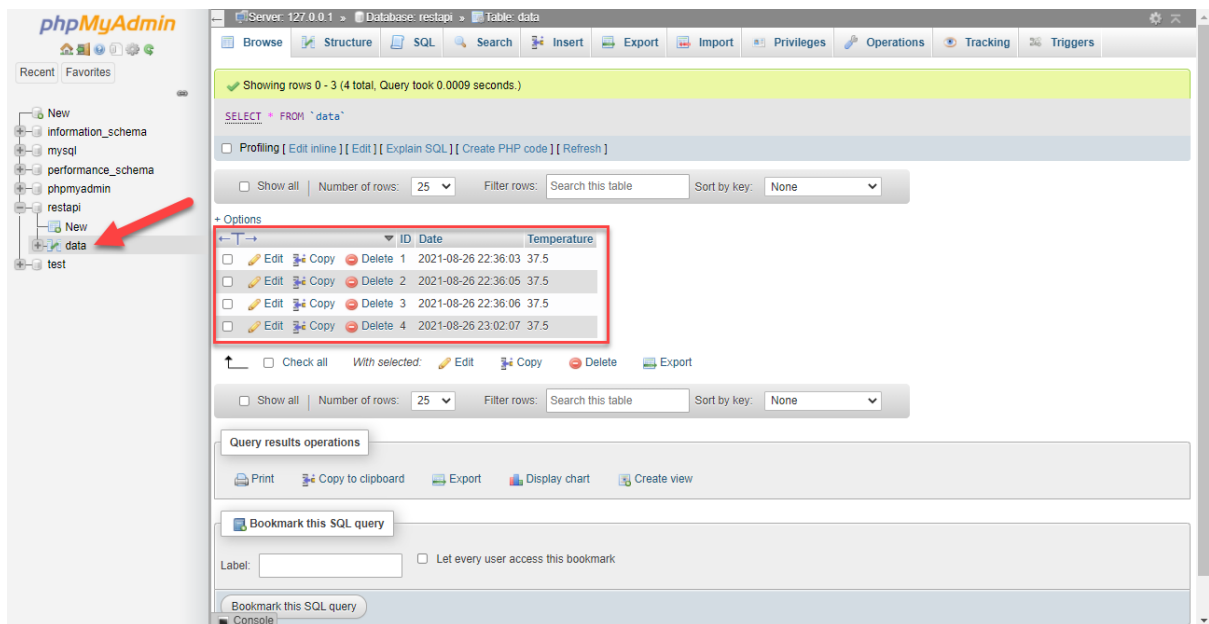 phpMyAdmin
Recent Favorites
New
information_schema
mysql
performance_schema
phpmyadmin
restapi
New
data
test
Server: 127.0.0.1 » Database: restapi » Table: data
Browse Structure SQL Search Insert Export Import Privileges Operations Tracking Triggers
Showing rows 0 - 3 (4 total, Query took 0.0009 seconds.)
SELECT * FROM `data`
Profiling [ Edit inline ] [ Edit ] [ Explain SQL ] [ Create PHP code ] [ Refresh ]
Show all | Number of rows: 25 Filter rows: Search this table Sort by key: None
+ Options
←T→ ▼ ID Date Temperature
Edit Copy Delete 1 2021-08-26 22:36:03 37.5
Edit Copy Delete 2 2021-08-26 22:36:05 37.5
Edit Copy Delete 3 2021-08-26 22:36:06 37.5
Edit Copy Delete 4 2021-08-26 23:02:07 37.5
Check all With selected: Edit Copy Delete Export
Show all | Number of rows: 25 Filter rows: Search this table Sort by key: None
Query results operations
Print Copy to clipboard Export Display chart Create view
Bookmark this SQL query
Label: Let every user access this bookmark
Bookmark this SQL query
Console